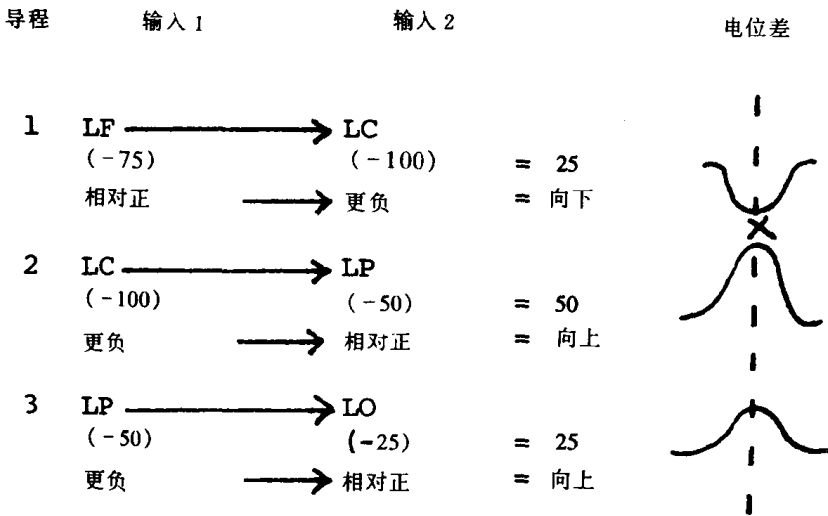 导程 输入 1 输入 2 电位差
1 LF LC
(-75) (-100) = 25
相对正 更负 = 向下
2 LC LP
(-100) (-50) = 50
更负 相对正 = 向上
3 LP LO
(-50) (-25) = 25
更负 相对正 = 向上